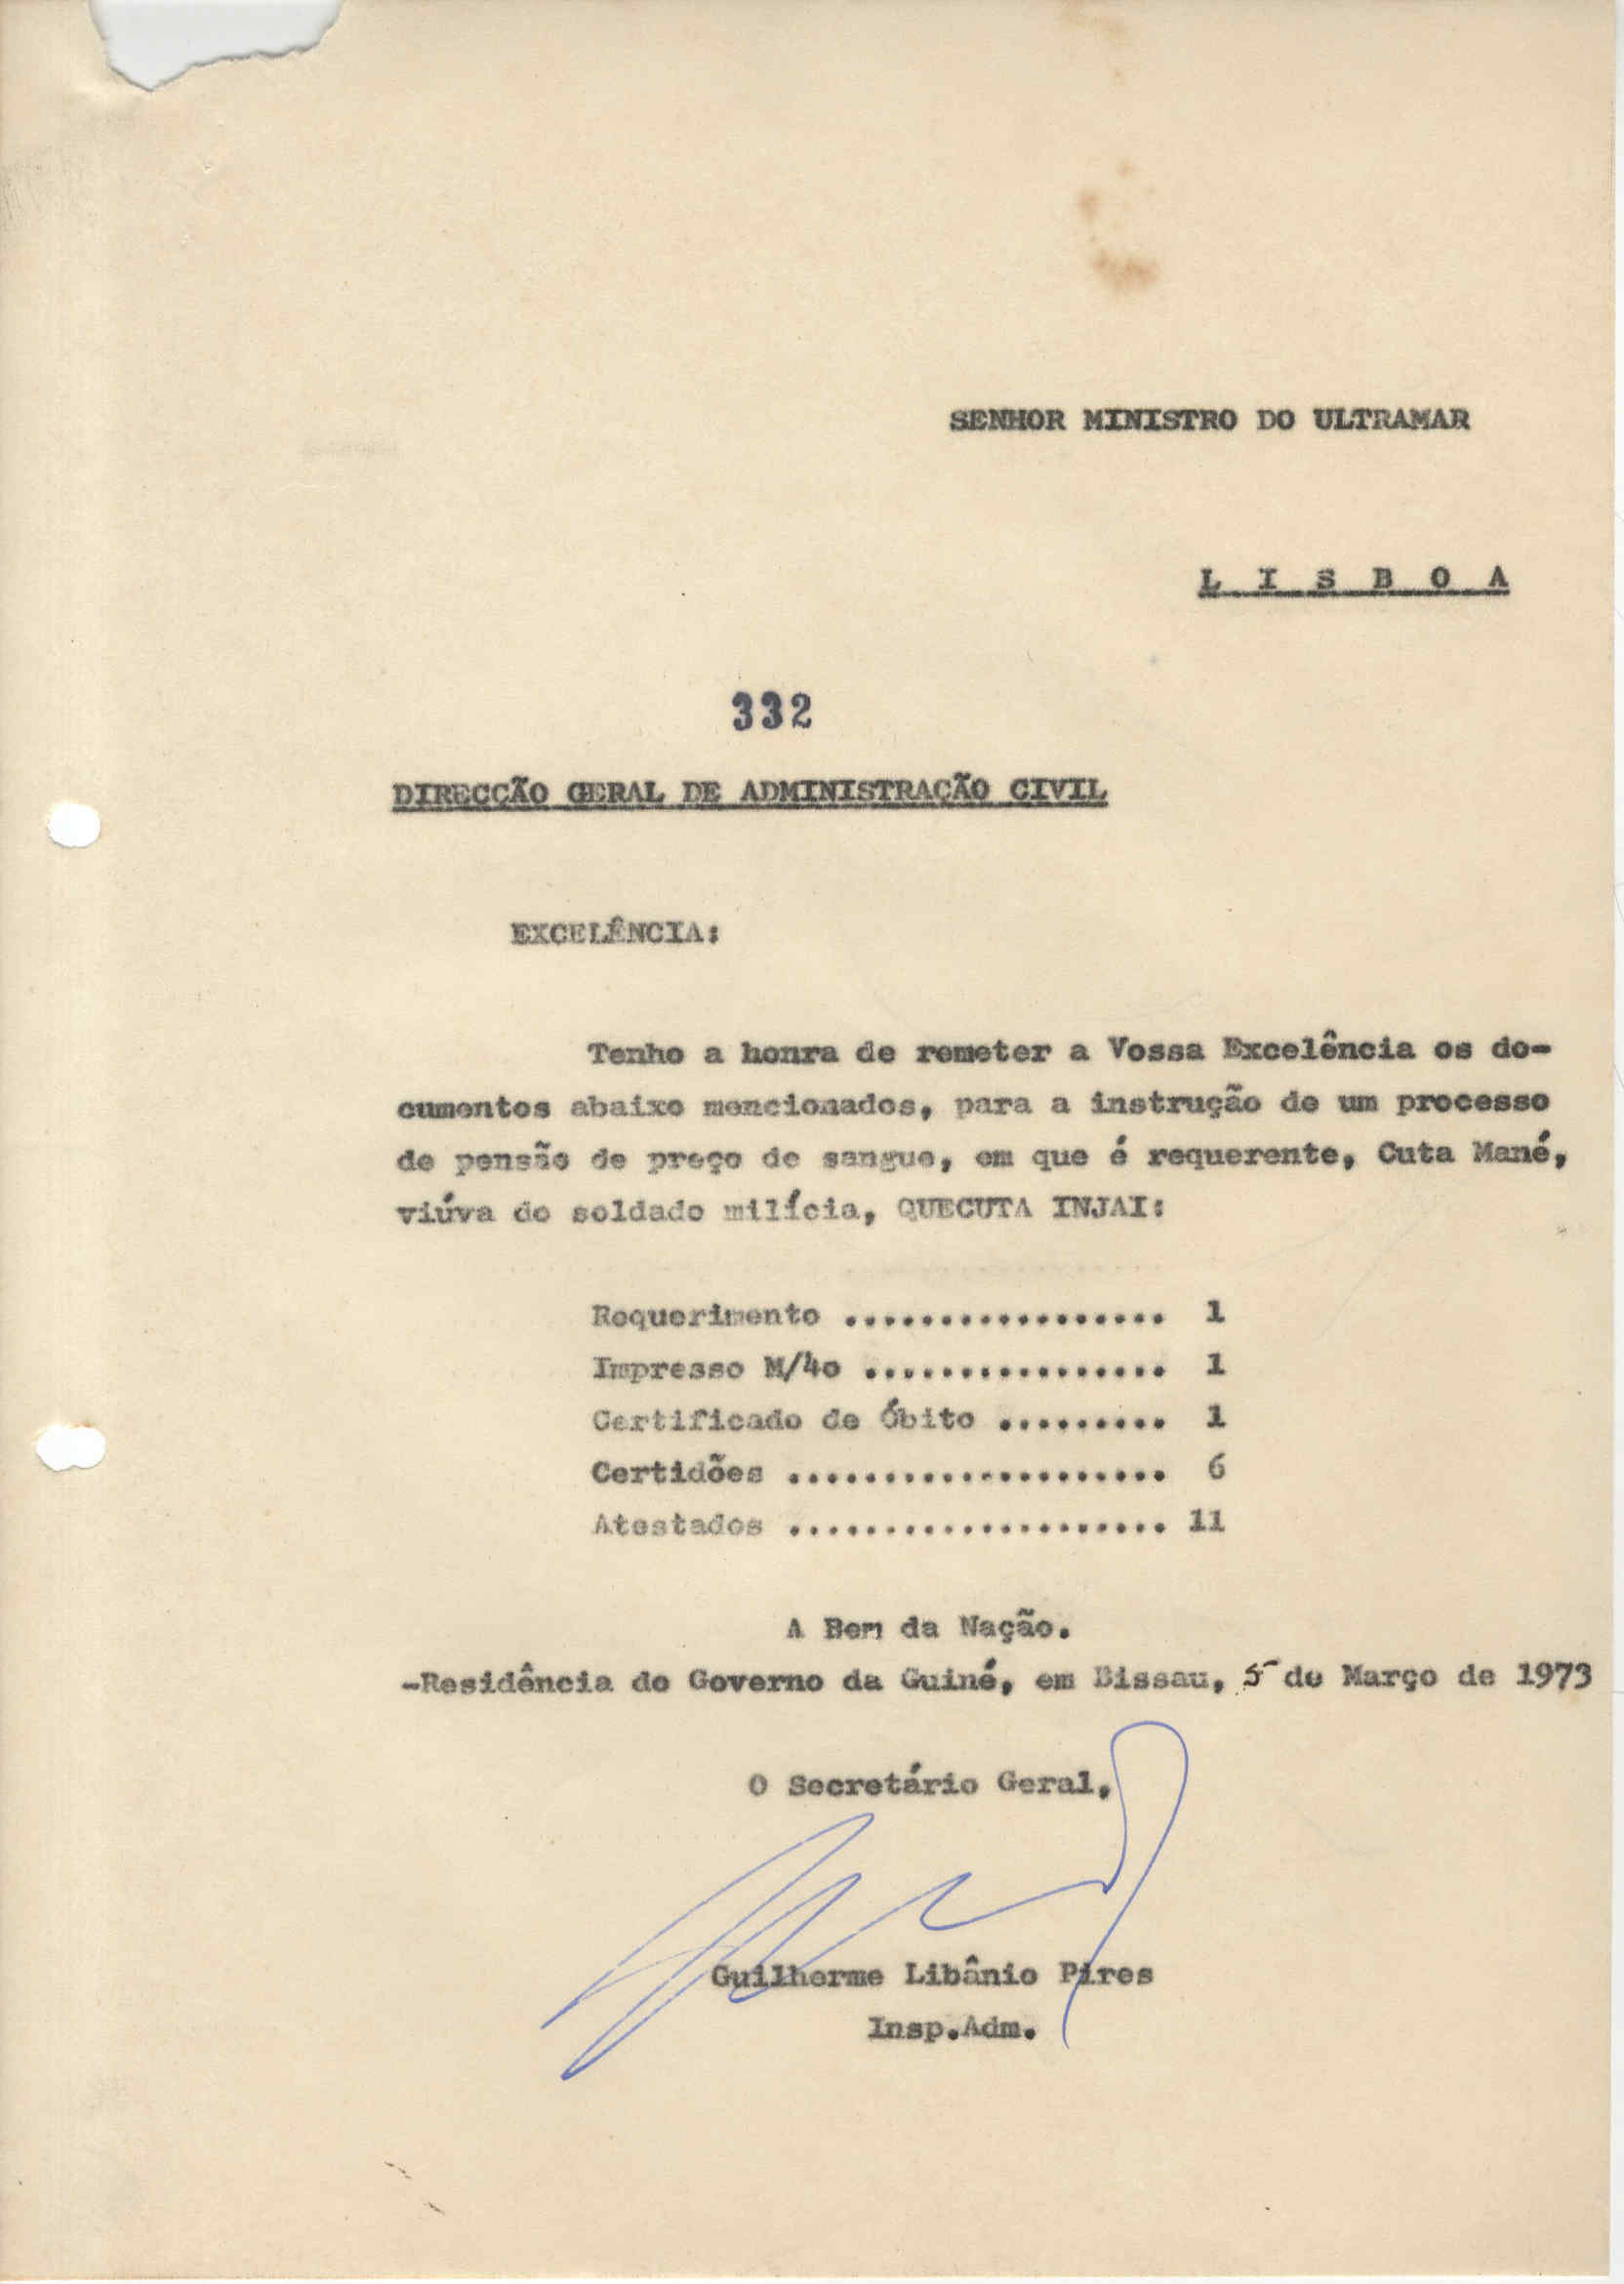 SENHOR MINISTRO DO ULTRAMAR
L I S B O A
332
DIRECÇÃO GERAL DE ADMINISTRAÇÃO CIVIL
EXCELÊNCIA:
Tenho a honra de remeter a Vossa Excelência os do-
cumentos abaixo mencionados, para a instrução de um processo
de pensão de preço de sangue, em que é requerente, Cuta Mané,
viúva do soldado milícia, QUECUTA INJAI:
Requerimento ................. 1
Impresso M/40 ................ 1
Certificado de Óbito ......... 1
Certidões .................... 6
Atestados .................... 11
A Bem da Nação.
-Residência do Governo da Guiné, em Bissau, 5 de Março de 1973
O Secretário Geral,
Guilherme Libânio Pires
Insp.Adm.